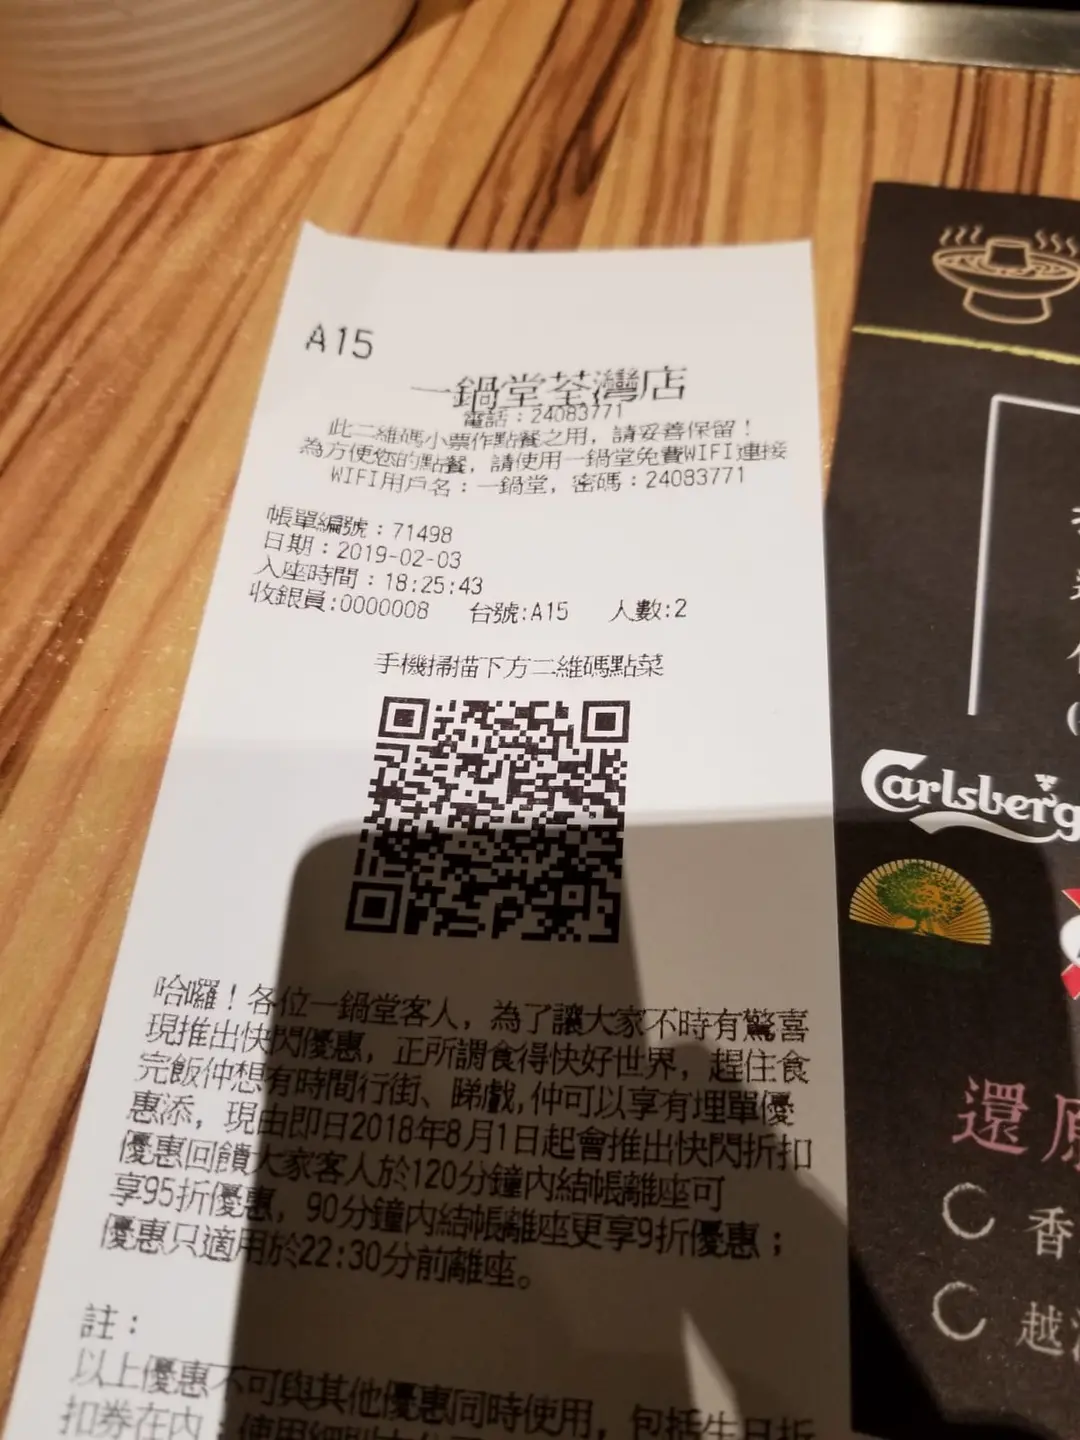 A15
一鍋堂荃灣店
電話：24083771
此二維碼小票作點餐之用，請妥善保留！
為方便您的點餐，請使用一鍋堂免費WIFI連接
WIFI用戶名：一鍋堂，密碼：24083771
帳單編號：71498
日期：2019-02-03
入座時間：18:25:43
收銀員:0000008 台號:A15 人數:2
手機掃描下方二維碼點菜
哈囉！各位一鍋堂客人，為了讓大家不時有驚喜
現推出快閃優惠，正所謂食得快好世界，趕住食
完飯仲想有時間行街、睇戲,仲可以享有埋單優
惠添，現由即日2018年8月1日起會推出快閃折扣
優惠回饋大家客人於120分鐘內結帳離座可
享95折優惠，90分鐘內結帳離座更享9折優惠；
優惠只適用於22:30分前離座。
註：
以上優惠不可與其他優惠同時使用，包括生日折
扣券在內；使用細則
Carlsberg
還原
香
越